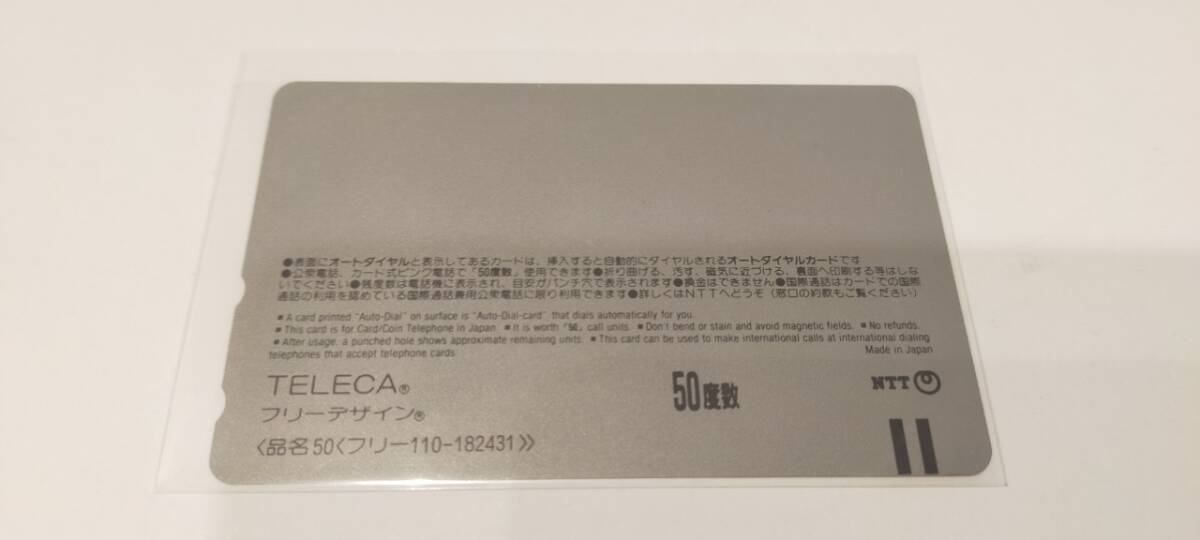 ●表面にオートダイヤルと表示してあるカードは、挿入すると自動的にダイヤルされるオートダイヤルカードです
●公衆電話、カード式ピンク電話で「50度数」使用できます●折り曲げる、汚す、磁気に近づける、裏面へ印刷する等はしな
いでください●残度数は電話機に表示され、目安がパンチ穴で表示されます●換金はできません●国際通話はカードでの国際
通話の利用を認めている国際通話兼用公衆電話に限り利用できます●詳しくはNTTへどうぞ(窓口の約款もご覧ください)
■ A card printed "Auto-Dial" on surface is "Auto-Dial-card" that dials automatically for you.
■ This card is for Card/Coin Telephone in Japan. ■ It is worth「50」call units. ■ Don't bend or stain and avoid magnetic fields. ■ No refunds.
■ After usage, a punched hole shows approximate remaining units. ■ This card can be used to make international calls at international dialing
telephones that accept telephone cards.
Made in Japan
TELECA®
フリーデザイン®
50度数
NTT
〈品名50〈フリー110-182431〉〉